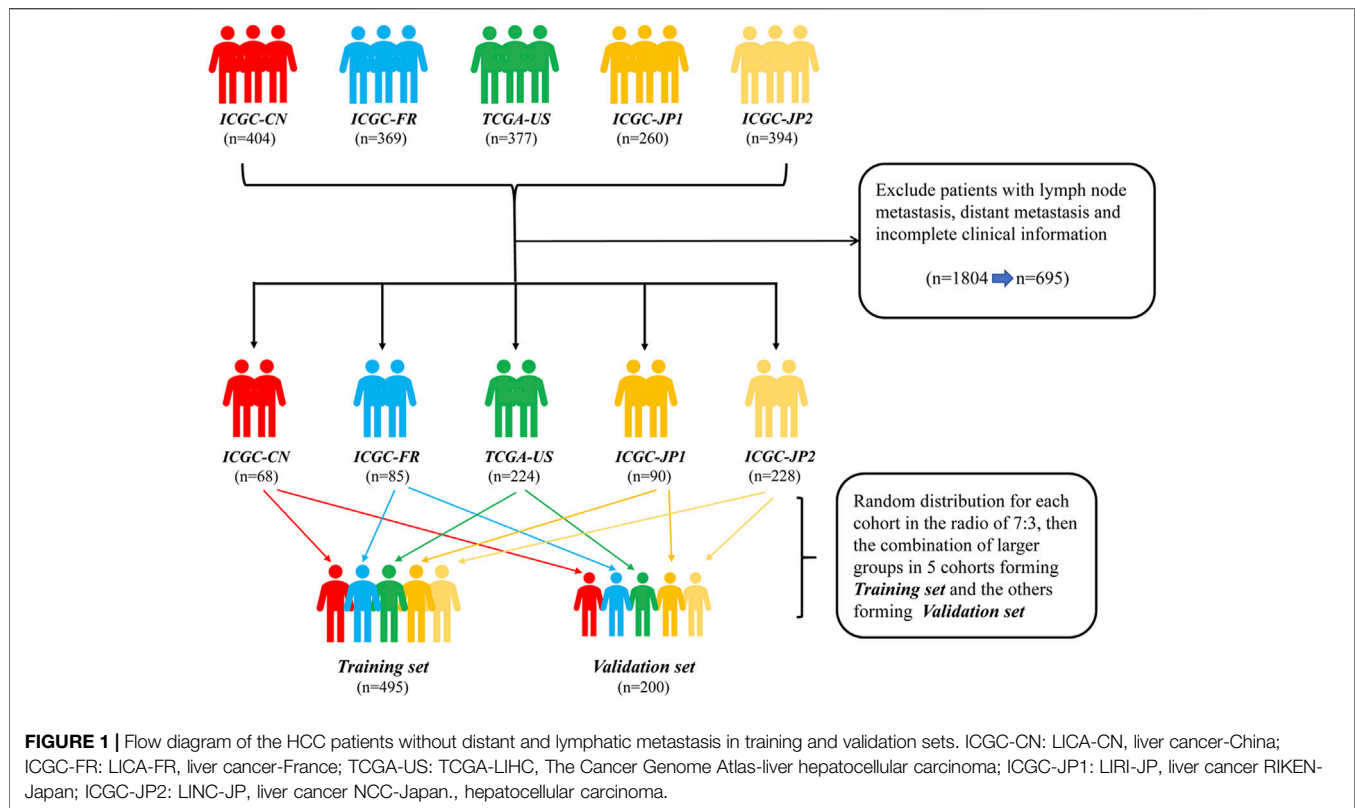 ICGC-CN
(n=404)
ICGC-FR
(n=369)
TCGA-US
(n=377)
ICGC-JP1
(n=260)
ICGC-JP2
(n=394)
Exclude patients with lymph node
metastasis, distant metastasis and
incomplete clinical information
(n=1804 n=695)
ICGC-CN
(n=68)
ICGC-FR
(n=85)
TCGA-US
(n=224)
ICGC-JP1
(n=90)
ICGC-JP2
(n=228)
Random distribution for each
cohort in the radio of 7:3, then
the combination of larger
groups in 5 cohorts forming
Training set and the others
forming Validation set
Training set
(n=495)
Validation set
(n=200)
FIGURE 1 | Flow diagram of the HCC patients without distant and lymphatic metastasis in training and validation sets. ICGC-CN: LICA-CN, liver cancer-China;
ICGC-FR: LICA-FR, liver cancer-France; TCGA-US: TCGA-LIHC, The Cancer Genome Atlas-liver hepatocellular carcinoma; ICGC-JP1: LIRI-JP, liver cancer RIKEN-
Japan; ICGC-JP2: LINC-JP, liver cancer NCC-Japan., hepatocellular carcinoma.